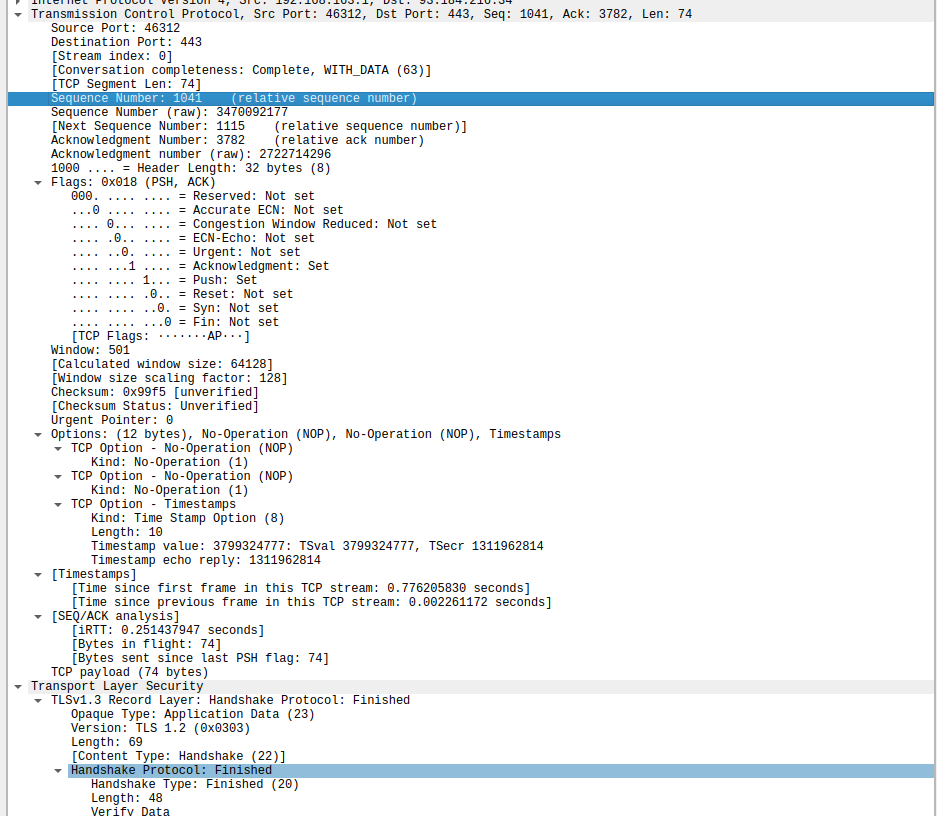 Internet Protocol Version 4, Src: 192.168.163.1, Dst: 93.184.216.34
Transmission Control Protocol, Src Port: 46312, Dst Port: 443, Seq: 1041, Ack: 3782, Len: 74
Source Port: 46312
Destination Port: 443
[Stream index: 0]
[Conversation completeness: Complete, WITH_DATA (63)]
[TCP Segment Len: 74]
Sequence Number: 1041    (relative sequence number)
Sequence Number (raw): 3470092177
[Next Sequence Number: 1115    (relative sequence number)]
Acknowledgment Number: 3782    (relative ack number)
Acknowledgment number (raw): 2722714296
1000 .... = Header Length: 32 bytes (8)
Flags: 0x018 (PSH, ACK)
000. .... .... = Reserved: Not set
...0 .... .... = Accurate ECN: Not set
.... 0... .... = Congestion Window Reduced: Not set
.... .0.. .... = ECN-Echo: Not set
.... ..0. .... = Urgent: Not set
.... ...1 .... = Acknowledgment: Set
.... .... 1... = Push: Set
.... .... .0.. = Reset: Not set
.... .... ..0. = Syn: Not set
.... .... ...0 = Fin: Not set
[TCP Flags: ·······AP···]
Window: 501
[Calculated window size: 64128]
[Window size scaling factor: 128]
Checksum: 0x99f5 [unverified]
[Checksum Status: Unverified]
Urgent Pointer: 0
Options: (12 bytes), No-Operation (NOP), No-Operation (NOP), Timestamps
TCP Option - No-Operation (NOP)
Kind: No-Operation (1)
TCP Option - No-Operation (NOP)
Kind: No-Operation (1)
TCP Option - Timestamps
Kind: Time Stamp Option (8)
Length: 10
Timestamp value: 3799324777: TSval 3799324777, TSecr 1311962814
Timestamp echo reply: 1311962814
[Timestamps]
[Time since first frame in this TCP stream: 0.776205830 seconds]
[Time since previous frame in this TCP stream: 0.002261172 seconds]
[SEQ/ACK analysis]
[iRTT: 0.251437947 seconds]
[Bytes in flight: 74]
[Bytes sent since last PSH flag: 74]
TCP payload (74 bytes)
Transport Layer Security
TLSv1.3 Record Layer: Handshake Protocol: Finished
Opaque Type: Application Data (23)
Version: TLS 1.2 (0x0303)
Length: 69
[Content Type: Handshake (22)]
Handshake Protocol: Finished
Handshake Type: Finished (20)
Length: 48
Verify Data